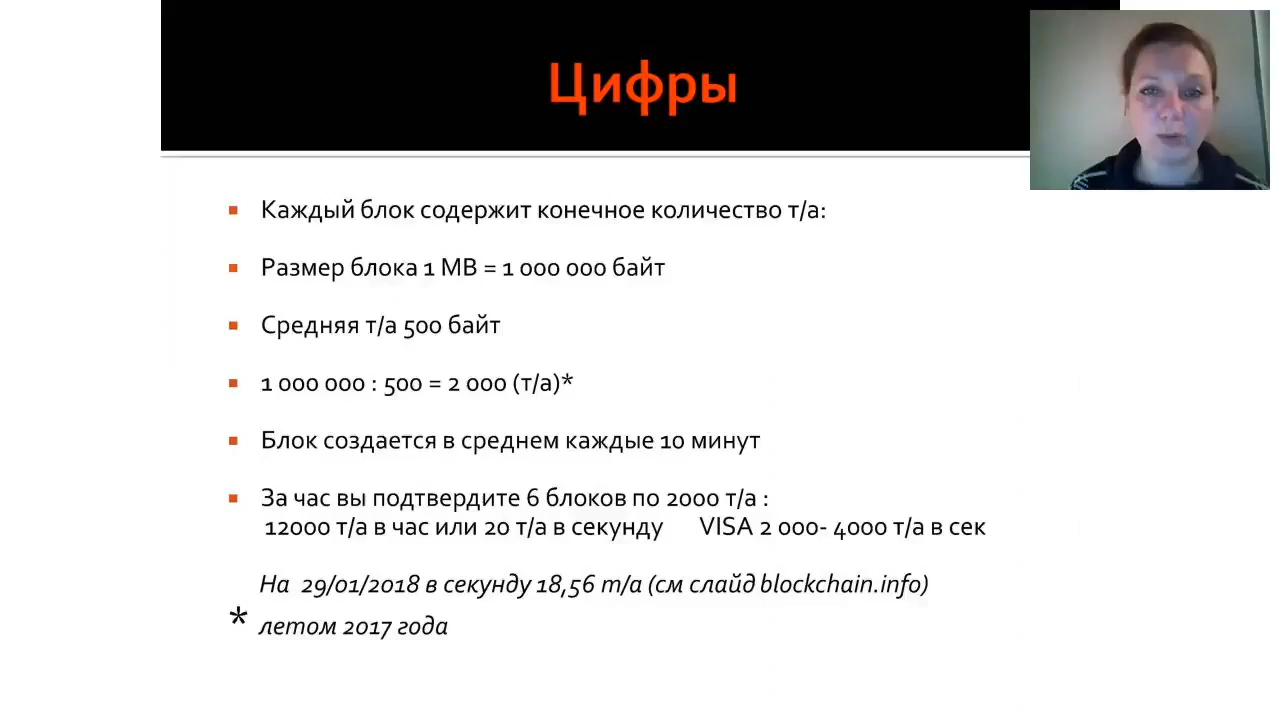 Цифры
Каждый блок содержит конечное количество т/а:
Размер блока 1 MB = 1 000 000 байт
Средняя т/а 500 байт
1 000 000 : 500 = 2 000 (т/а)*
Блок создается в среднем каждые 10 минут
За час вы подтвердите 6 блоков по 2000 т/а :
12000 т/а в час или 20 т/а в секунду VISA 2 000- 4000 т/а в сек
На 29/01/2018 в секунду 18,56 т/а (см слайд blockchain.info)
* летом 2017 года